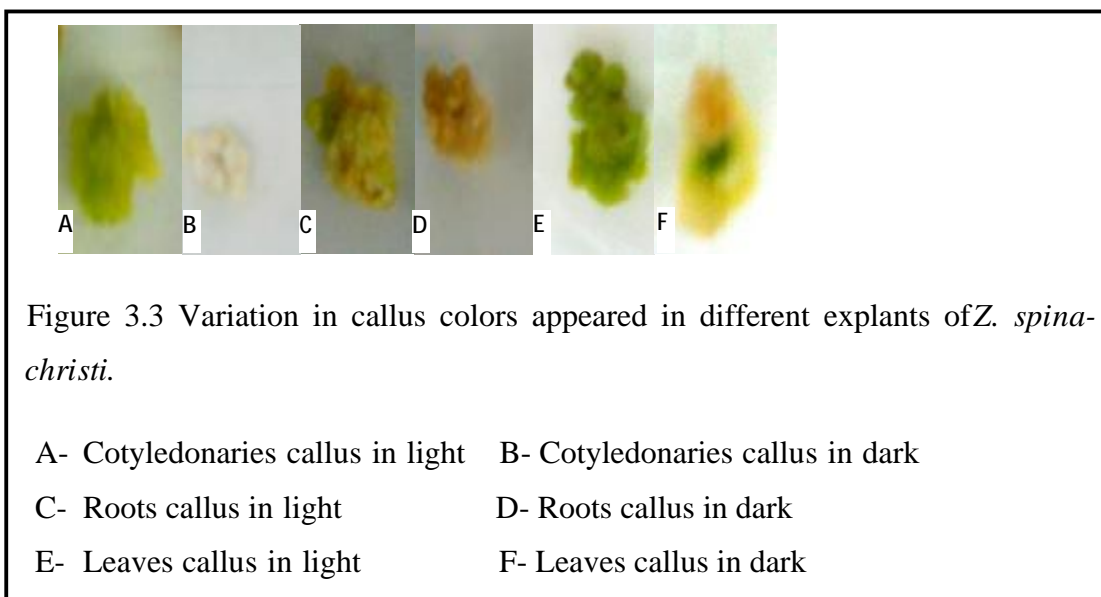 A B C D E F
Figure 3.3 Variation in callus colors appeared in different explants ofZ. spina-
christi.
A- Cotyledonaries callus in light B- Cotyledonaries callus in dark
C- Roots callus in light D- Roots callus in dark
E- Leaves callus in light F- Leaves callus in dark